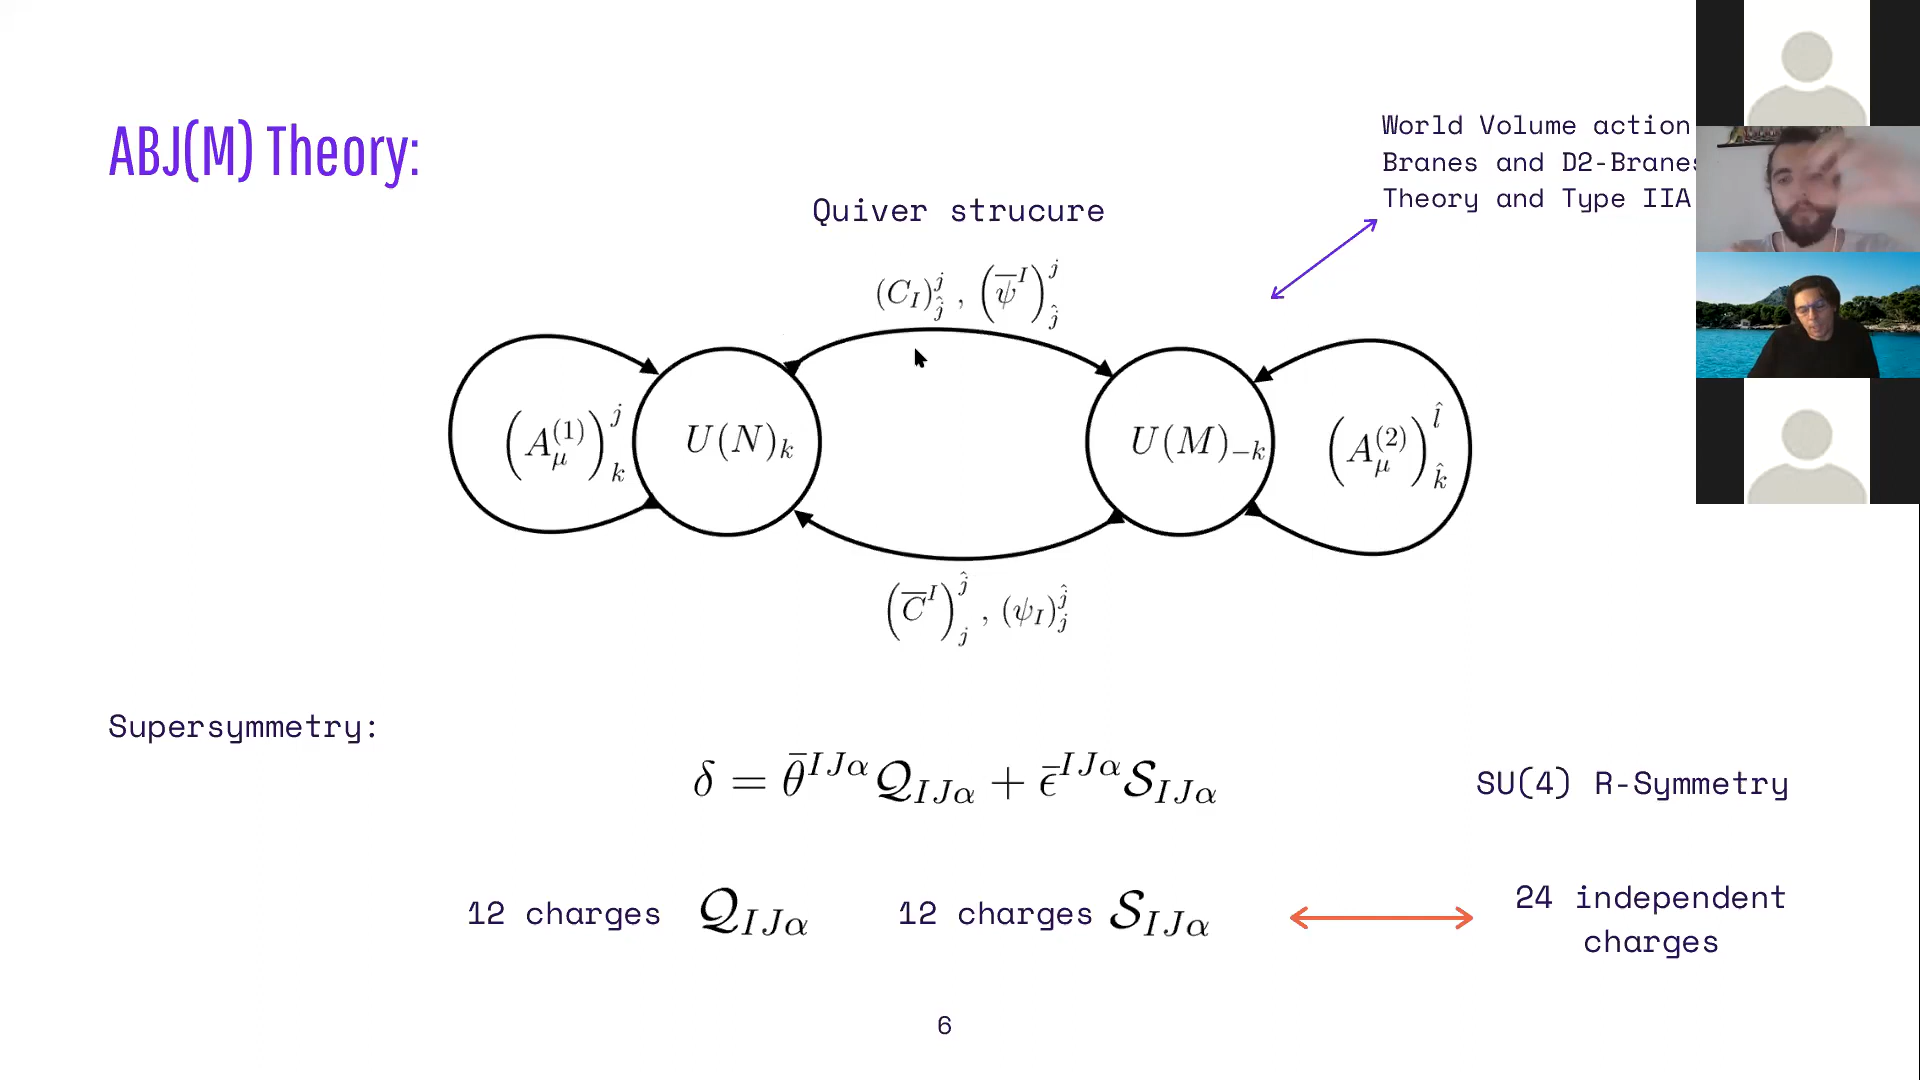 ABJ(M) Theory:
World Volume action
Branes and D2-Branes
Theory and Type IIA
Quiver strucure
(C_I)^j_ĵ , (ψ̅^I)^j_ĵ
(A_μ^(1))^j_k
U(N)_k
U(M)_{-k}
(A_μ^(2))^l̂_k̂
(C̅^I)^ĵ_j , (ψ_I)^ĵ_j
Supersymmetry:
δ = θ̄^{IJα} 𝒬_{IJα} + ϵ̄^{IJα} 𝒮_{IJα}
SU(4) R-Symmetry
12 charges 𝒬_{IJα}
12 charges 𝒮_{IJα}
24 independent
charges
6